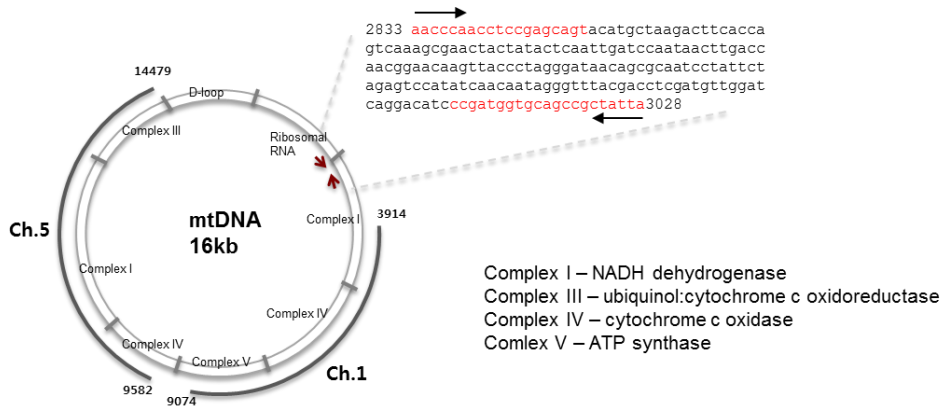 2833 aacccaacctccgagcagtacatgctaagacttcacca
gtcaaagcgaactactatactcaattgatccaataacttgacc
aacggaacaagttaccctagggataacagcgcaatcctattct
agagtccatatcaacaatagggtttacgacctcgatgttggat
caggacatcccgatggtgcagccgctatta3028
14479
D-loop
Complex III
Ribosomal
RNA
Ch.5
mtDNA
16kb
Complex I
3914
Complex I
Complex IV
Complex IV
Complex V
Ch.1
9582
9074
Complex I – NADH dehydrogenase
Complex III – ubiquinol:cytochrome c oxidoreductase
Complex IV – cytochrome c oxidase
Comlex V – ATP synthase